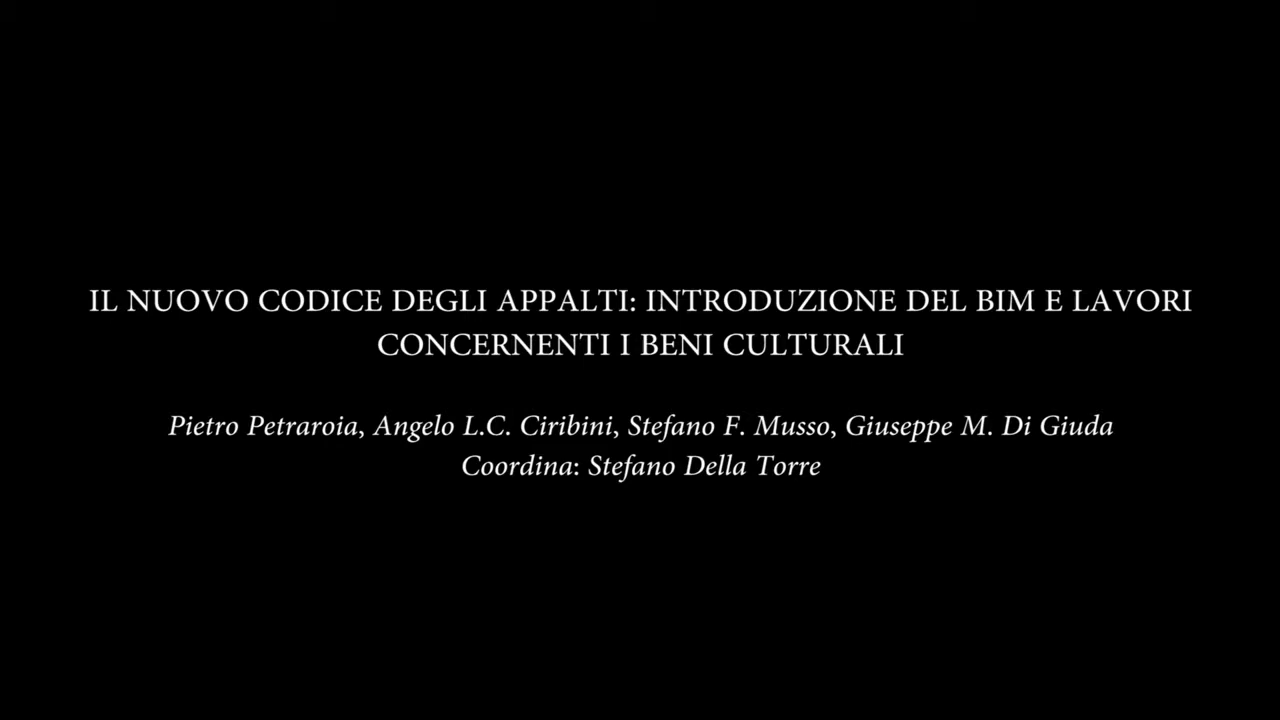 IL NUOVO CODICE DEGLI APPALTI: INTRODUZIONE DEL BIM E LAVORI
CONCERNENTI I BENI CULTURALI
Pietro Petraroia, Angelo L.C. Ciribini, Stefano F. Musso, Giuseppe M. Di Giuda
Coordina: Stefano Della Torre